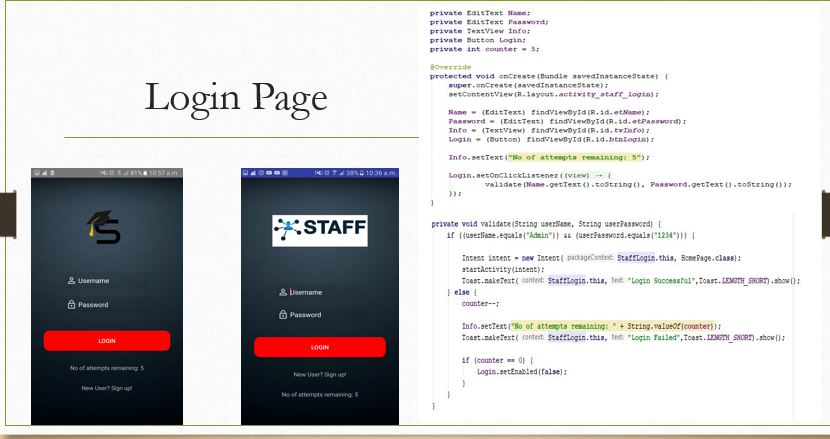 Login Page
81% 10:57 a.m.
S
Username
Password
LOGIN
No of attempts remaining: 5
New User? Sign up!
38% 10:36 a.m.
STAFF
Username
Password
LOGIN
New User? Sign up!
No of attempts remaining: 5
private EditText Name;
private EditText Password;
private TextView Info;
private Button Login;
private int counter = 5;
@Override
protected void onCreate(Bundle savedInstanceState) {
super.onCreate(savedInstanceState);
setContentView(R.layout.activity_staff_login);
Name = (EditText) findViewById(R.id.etName);
Password = (EditText) findViewById(R.id.etPassword);
Info = (TextView) findViewById(R.id.tvInfo);
Login = (Button) findViewById(R.id.btnLogin);
Info.setText("No of attempts remaining: 5");
Login.setOnClickListener((view) → {
validate(Name.getText().toString(), Password.getText().toString());
});
}
private void validate(String userName, String userPassword) {
if ((userName.equals("Admin")) && (userPassword.equals("1234"))) {
Intent intent = new Intent( packageContext: StaffLogin.this, HomePage.class);
startActivity(intent);
Toast.makeText( context: StaffLogin.this, text: "Login Successful",Toast.LENGTH_SHORT).show();
} else {
counter--;
Info.setText("No of attempts remaining: " + String.valueOf(counter));
Toast.makeText( context: StaffLogin.this, text: "Login Failed",Toast.LENGTH_SHORT).show();
if (counter == 0) {
Login.setEnabled(false);
}
}
}